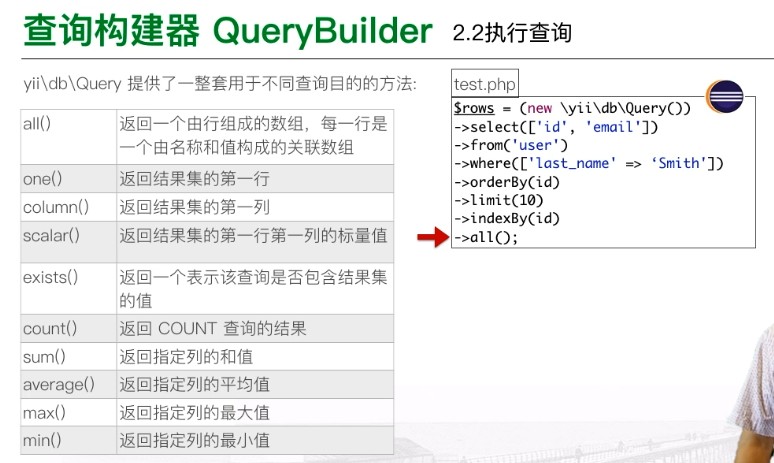 查询构建器 QueryBuilder 2.2执行查询
yii\db\Query 提供了一整套用于不同查询目的的方法:
all() 返回一个由行组成的数组，每一行是
一个由名称和值构成的关联数组
one() 返回结果集的第一行
column() 返回结果集的第一列
scalar() 返回结果集的第一行第一列的标量值
exists() 返回一个表示该查询是否包含结果集
的值
count() 返回 COUNT 查询的结果
sum() 返回指定列的和值
average() 返回指定列的平均值
max() 返回指定列的最大值
min() 返回指定列的最小值
test.php
$rows = (new \yii\db\Query())
->select(['id', 'email'])
->from('user')
->where(['last_name' => ‘Smith'])
->orderBy(id)
->limit(10)
->indexBy(id)
->all();